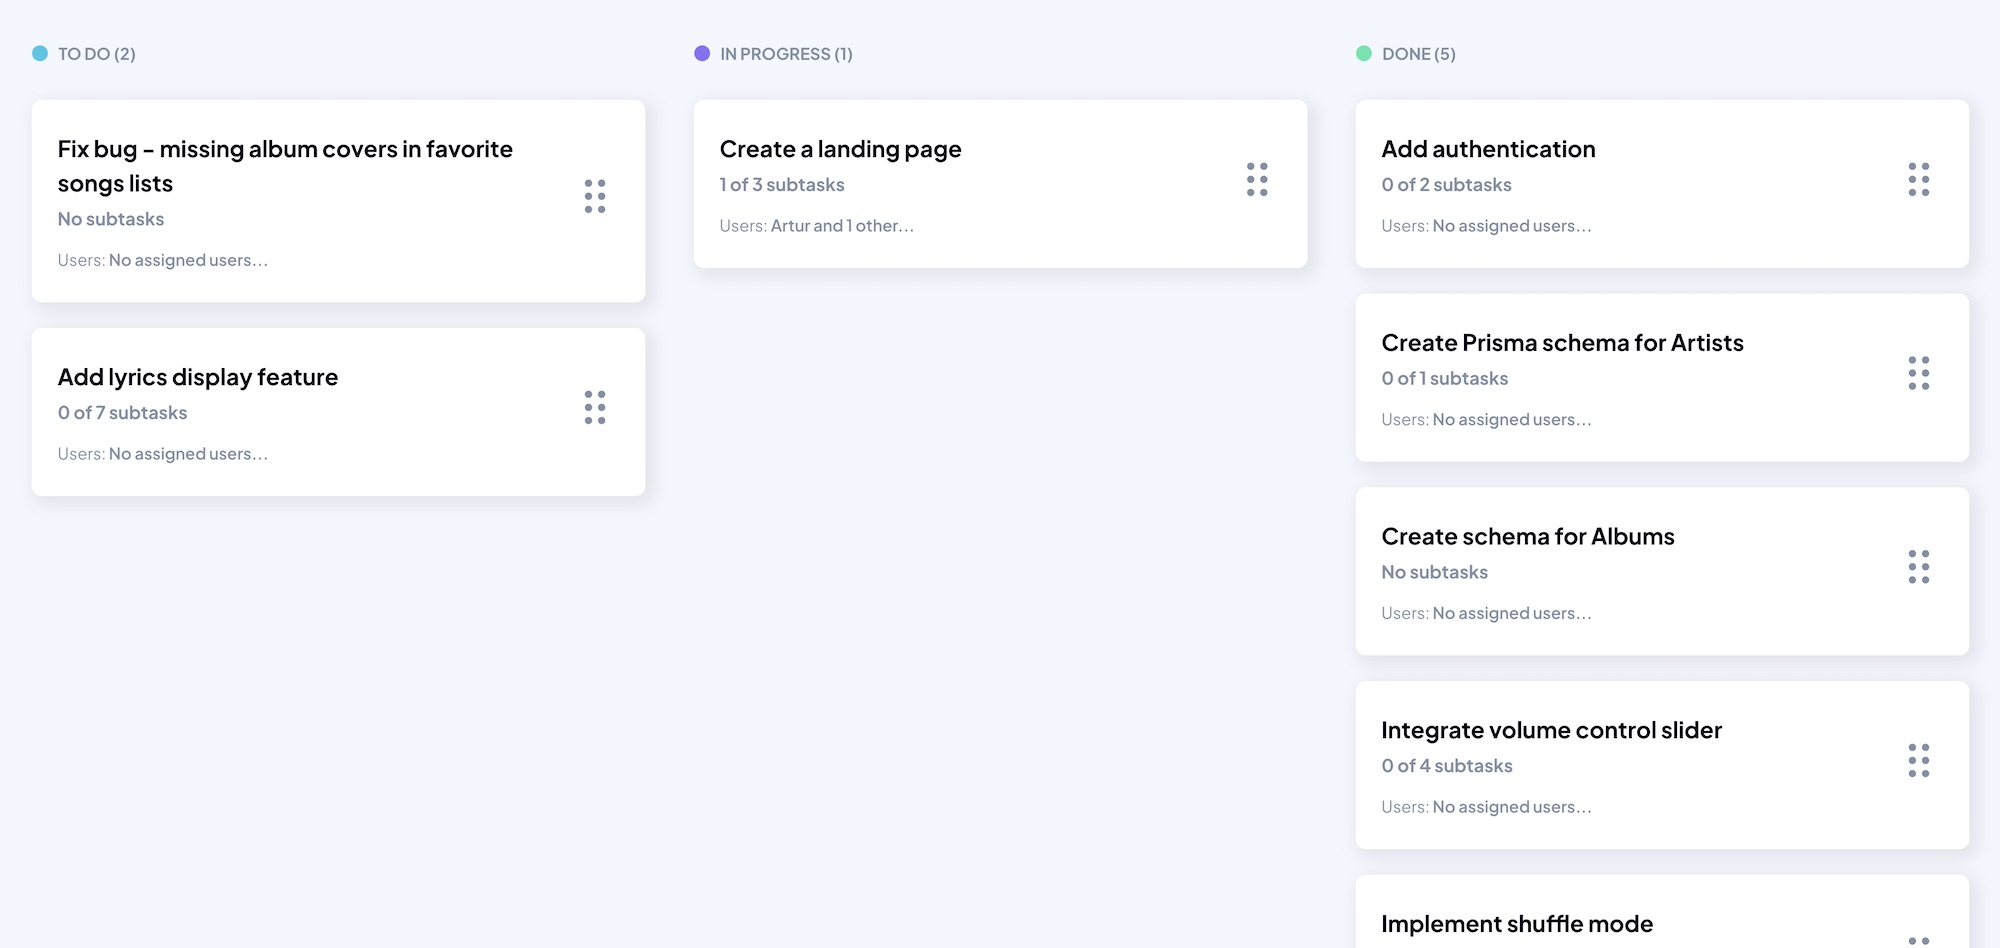 TO DO (2)
Fix bug – missing album covers in favorite
songs lists
No subtasks
Users: No assigned users...
Add lyrics display feature
0 of 7 subtasks
Users: No assigned users...
IN PROGRESS (1)
Create a landing page
1 of 3 subtasks
Users: Artur and 1 other...
DONE (5)
Add authentication
0 of 2 subtasks
Users: No assigned users...
Create Prisma schema for Artists
0 of 1 subtasks
Users: No assigned users...
Create schema for Albums
No subtasks
Users: No assigned users...
Integrate volume control slider
0 of 4 subtasks
Users: No assigned users...
Implement shuffle mode